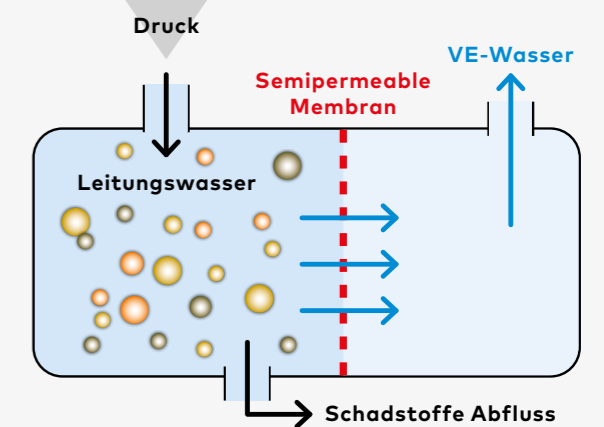 Druck
VE-Wasser
Semipermeable
Membran
Leitungswasser
Schadstoffe Abfluss